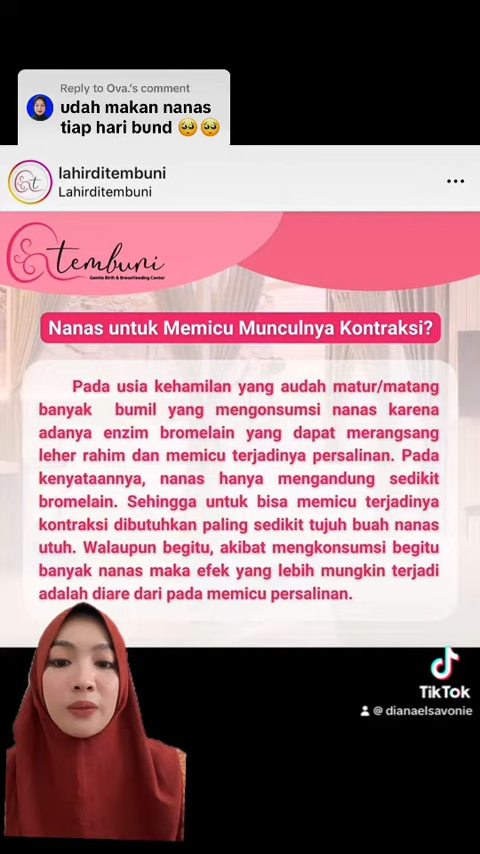 Reply to Ova.'s comment
udah makan nanas
tiap hari bund 🥺🥺
lahirditembuni
Lahirditembuni
tembuni
Gentle Birth & Breastfeeding Center
Nanas untuk Memicu Munculnya Kontraksi?
Pada usia kehamilan yang audah matur/matang
banyak bumil yang mengonsumsi nanas karena
adanya enzim bromelain yang dapat merangsang
leher rahim dan memicu terjadinya persalinan. Pada
kenyataannya, nanas hanya mengandung sedikit
bromelain. Sehingga untuk bisa memicu terjadinya
kontraksi dibutuhkan paling sedikit tujuh buah nanas
utuh. Walaupun begitu, akibat mengkonsumsi begitu
banyak nanas maka efek yang lebih mungkin terjadi
adalah diare dari pada memicu persalinan.
TikTok
@ dianaelsavonie